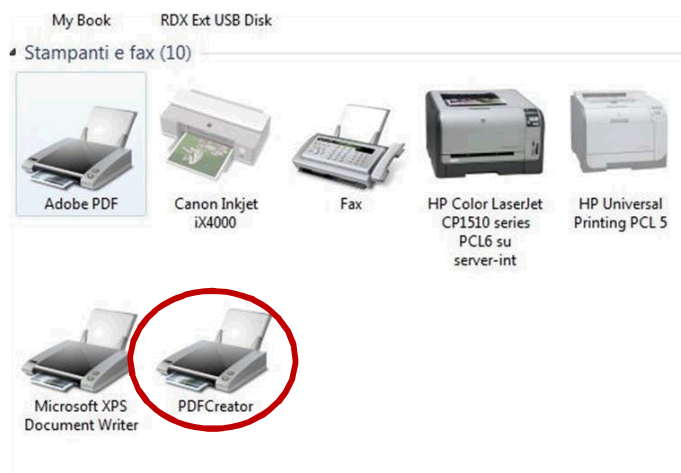 My Book RDX Ext USB Disk
Stampanti e fax (10)
Adobe PDF Canon Inkjet Fax HP Color LaserJet HP Universal
iX4000 CP1510 series Printing PCL 5
PCL6 su
server-int
Microsoft XPS PDFCreator
Document Writer